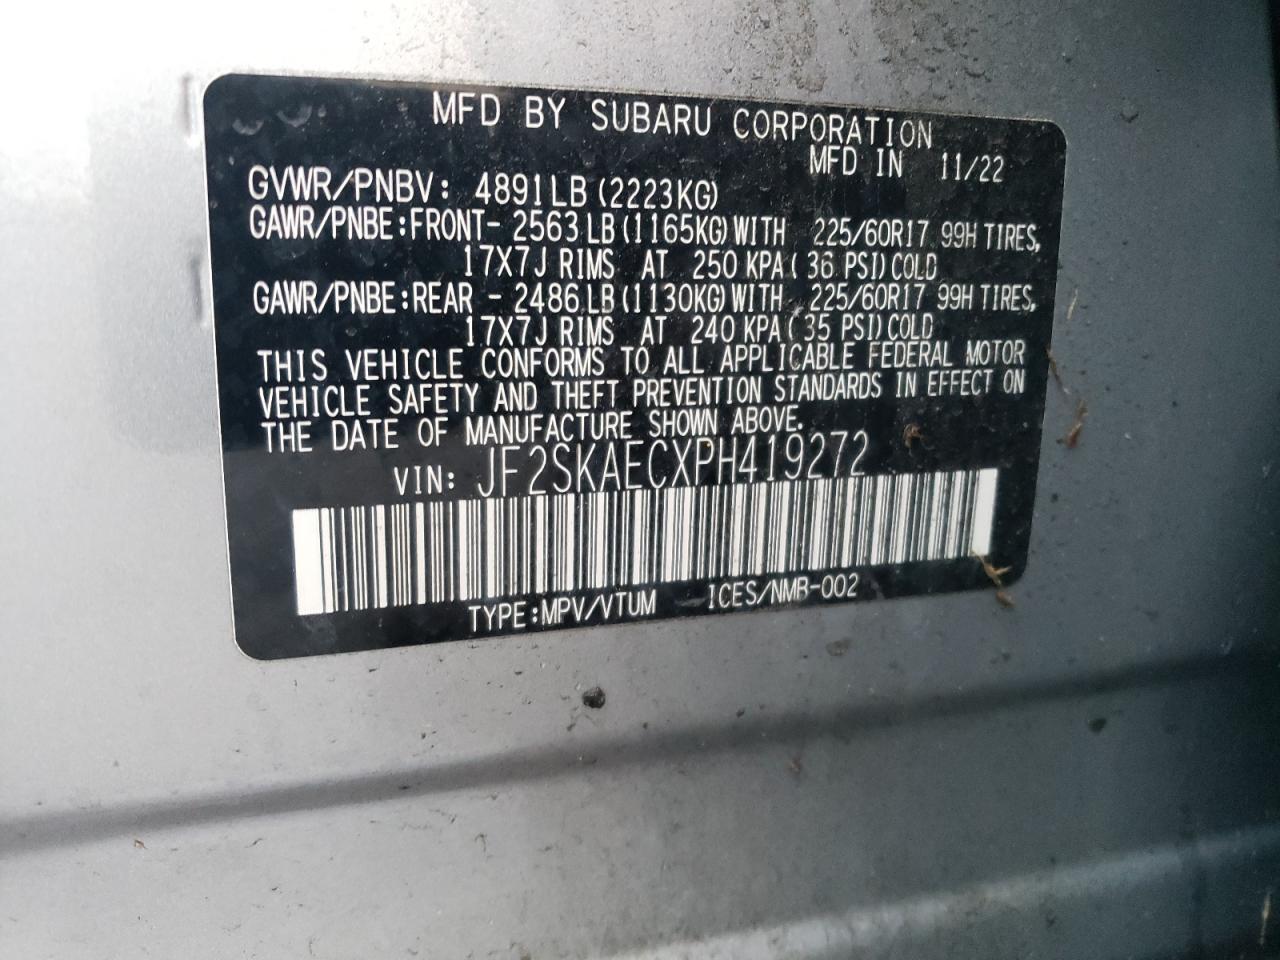 MFD BY SUBARU CORPORATION
MFD IN 11/22
GVWR/PNBV: 4891LB (2223KG)
GAWR/PNBE:FRONT- 2563LB(1165KG)WITH 225/60R17 99H TIRES,
17X7J RIMS AT 250 KPA( 36 PSI)COLD
GAWR/PNBE:REAR - 2486LB(1130KG)WITH 225/60R17 99H TIRES,
17X7J RIMS AT 240 KPA( 35 PSI)COLD
THIS VEHICLE CONFORMS TO ALL APPLICABLE FEDERAL MOTOR
VEHICLE SAFETY AND THEFT PREVENTION STANDARDS IN EFFECT ON
THE DATE OF MANUFACTURE SHOWN ABOVE.
VIN: JF2SKAECXPH419272
TYPE:MPV/VTUM ICES/NMB-002